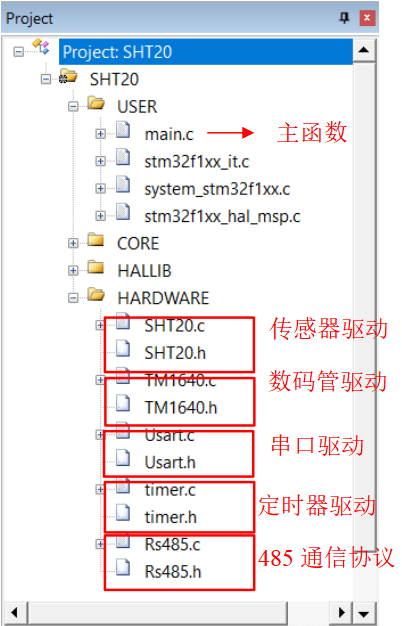 Project
Project: SHT20
SHT20
USER
main.c 主函数
stm32f1xx_it.c
system_stm32f1xx.c
stm32f1xx_hal_msp.c
CORE
HALLIB
HARDWARE
SHT20.c 传感器驱动
SHT20.h
TM1640.c 数码管驱动
TM1640.h
Usart.c 串口驱动
Usart.h
timer.c 定时器驱动
timer.h
Rs485.c 485 通信协议
Rs485.h